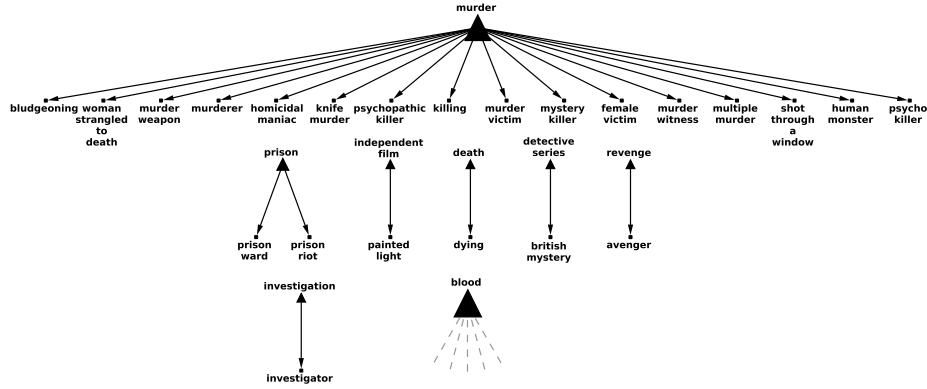 murder
bludgeoning woman strangled to death
murder weapon
murderer
homicidal maniac
knife murder
psychopathic killer
killing
murder victim
mystery killer
female victim
murder witness
multiple murder
shot through a window
human monster
psycho killer
prison
independent film
death
detective series
revenge
prison ward
prison riot
painted light
dying
british mystery
avenger
investigation
blood
investigator